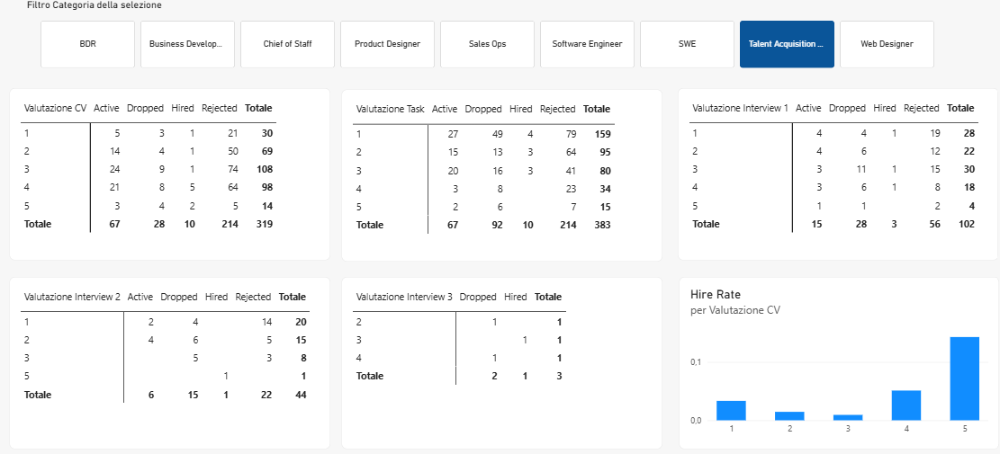 Filtro Categoria della selezione
BDR
Business Develop...
Chief of Staff
Product Designer
Sales Ops
Software Engineer
SWE
Talent Acquisition ...
Web Designer
Valutazione CV Active Dropped Hired Rejected Totale
1 5 3 1 21 30
2 14 4 1 50 69
3 24 9 1 74 108
4 21 8 5 64 98
5 3 4 2 5 14
Totale 67 28 10 214 319
Valutazione Task Active Dropped Hired Rejected Totale
1 27 49 4 79 159
2 15 13 3 64 95
3 20 16 3 41 80
4 3 8 23 34
5 2 6 7 15
Totale 67 92 10 214 383
Valutazione Interview 1 Active Dropped Hired Rejected Totale
1 4 4 1 19 28
2 4 6 12 22
3 3 11 1 15 30
4 3 6 1 8 18
5 1 1 2 4
Totale 15 28 3 56 102
Valutazione Interview 2 Active Dropped Hired Rejected Totale
1 2 4 14 20
2 4 6 5 15
3 5 3 8
5 1 1
Totale 6 15 1 22 44
Valutazione Interview 3 Dropped Hired Totale
2 1 1
3 1 1
4 1 1
Totale 2 1 3
Hire Rate
per Valutazione CV
0,1
0,0
1 2 3 4 5